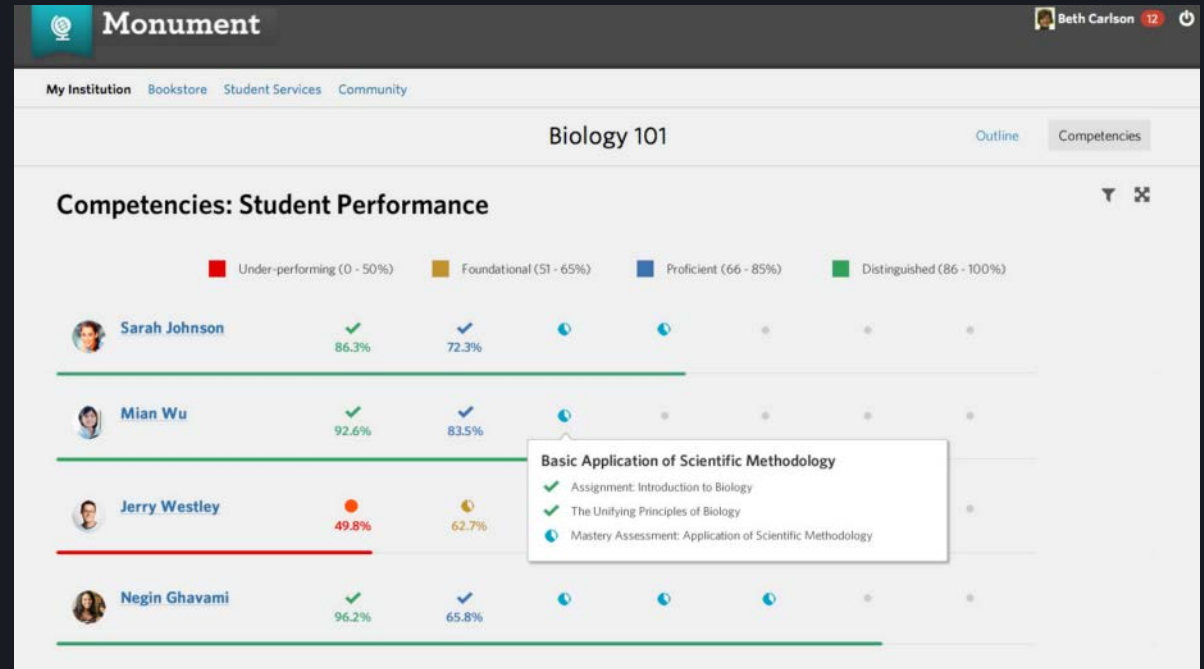 Monument
Beth Carlson 12
My Institution Bookstore Student Services Community
Biology 101
Outline Competencies
Competencies: Student Performance
Under-performing (0 - 50%) Foundational (51 - 65%) Proficient (66 - 85%) Distinguished (86 - 100%)
Sarah Johnson
86.3% 72.3%
Mian Wu
92.6% 83.5%
Basic Application of Scientific Methodology
Assignment: Introduction to Biology
The Unifying Principles of Biology
Mastery Assessment: Application of Scientific Methodology
Jerry Westley
49.8% 62.7%
Negin Ghavami
96.2% 65.8%